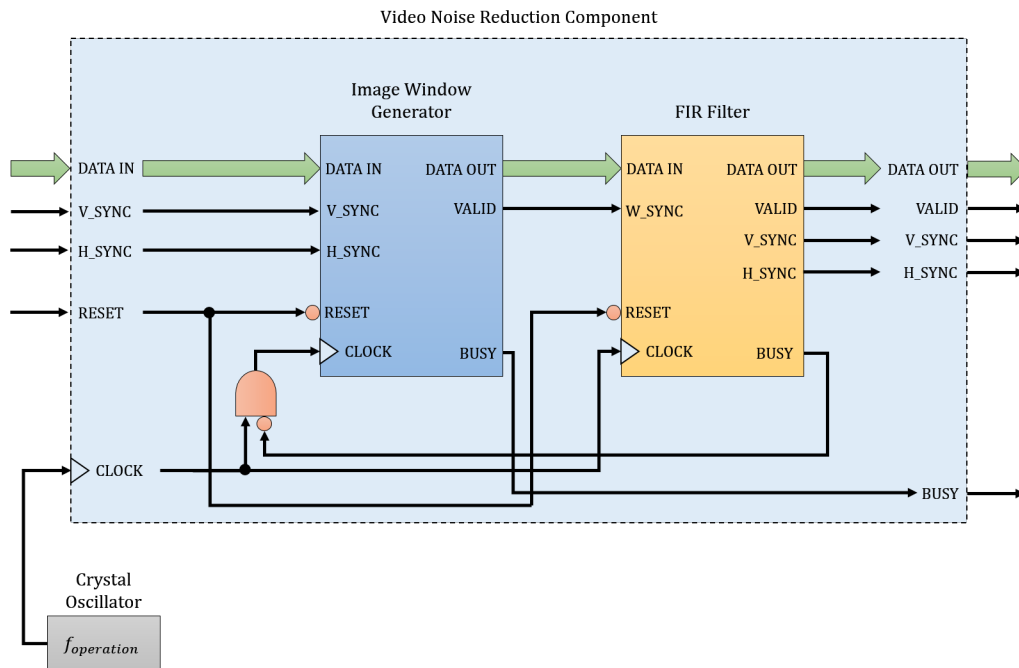 Video Noise Reduction Component
Image Window
Generator
FIR Filter
DATA IN
DATA IN
DATA OUT
DATA IN
DATA OUT
DATA OUT
V_SYNC
V_SYNC
VALID
W_SYNC
VALID
VALID
V_SYNC
V_SYNC
H_SYNC
H_SYNC
H_SYNC
H_SYNC
RESET
RESET
RESET
CLOCK
BUSY
CLOCK
BUSY
CLOCK
BUSY
Crystal
Oscillator
f operation